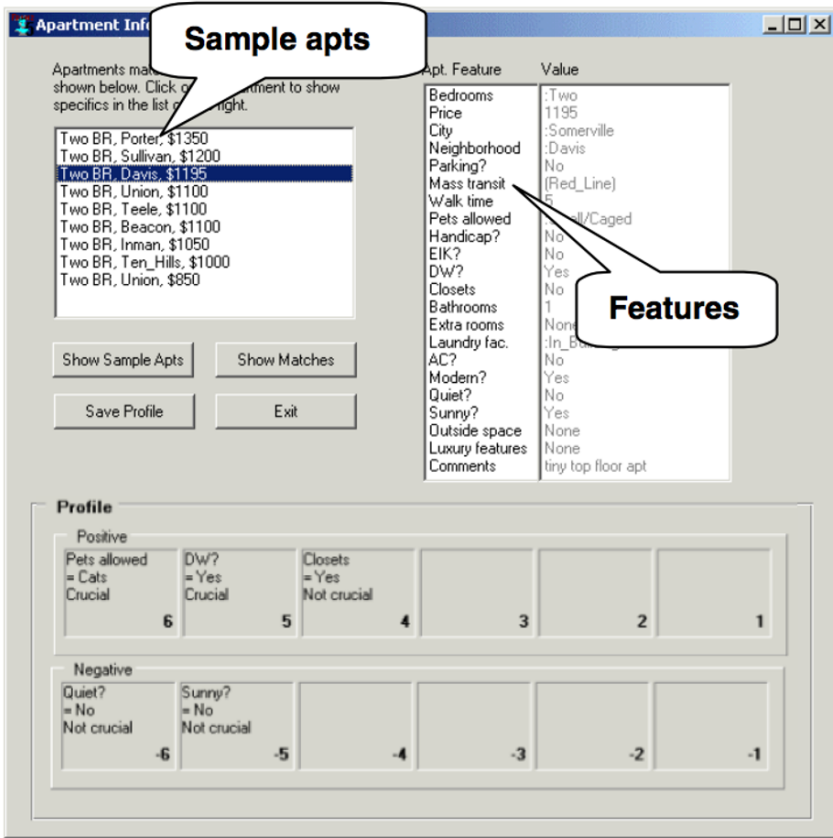 Apartment Info
Sample apts
Apartments
shown below. Click
specifics in the list
to show
right.
Two BR, Porter, $1350
Two BR, Sullivan, $1200
Two BR, Davis, $1195
Two BR, Union, $1100
Two BR, Teele, $1100
Two BR, Beacon, $1100
Two BR, Inman, $1050
Two BR, Ten_Hills, $1000
Two BR, Union, $850
Show Sample Apts
Show Matches
Save Profile
Exit
Apt. Feature Value
Bedrooms :Two
Price 1195
City :Somerville
Neighborhood :Davis
Parking? No
Mass transit (Red_Line)
Walk time 5
Pets allowed :Small/Caged
Handicap? No
EIK? No
DW? Yes
Closets No
Bathrooms 1
Extra rooms None
Laundry fac. :In_Building
AC? No
Modern? Yes
Quiet? No
Sunny? Yes
Outside space None
Luxury features None
Comments tiny top floor apt
Features
Profile
Positive
Pets allowed
= Cats
Crucial
6
DW?
= Yes
Crucial
5
Closets
= Yes
Not crucial
4
3
2
1
Negative
Quiet?
= No
Not crucial
-6
Sunny?
= No
Not crucial
-5
-4
-3
-2
-1